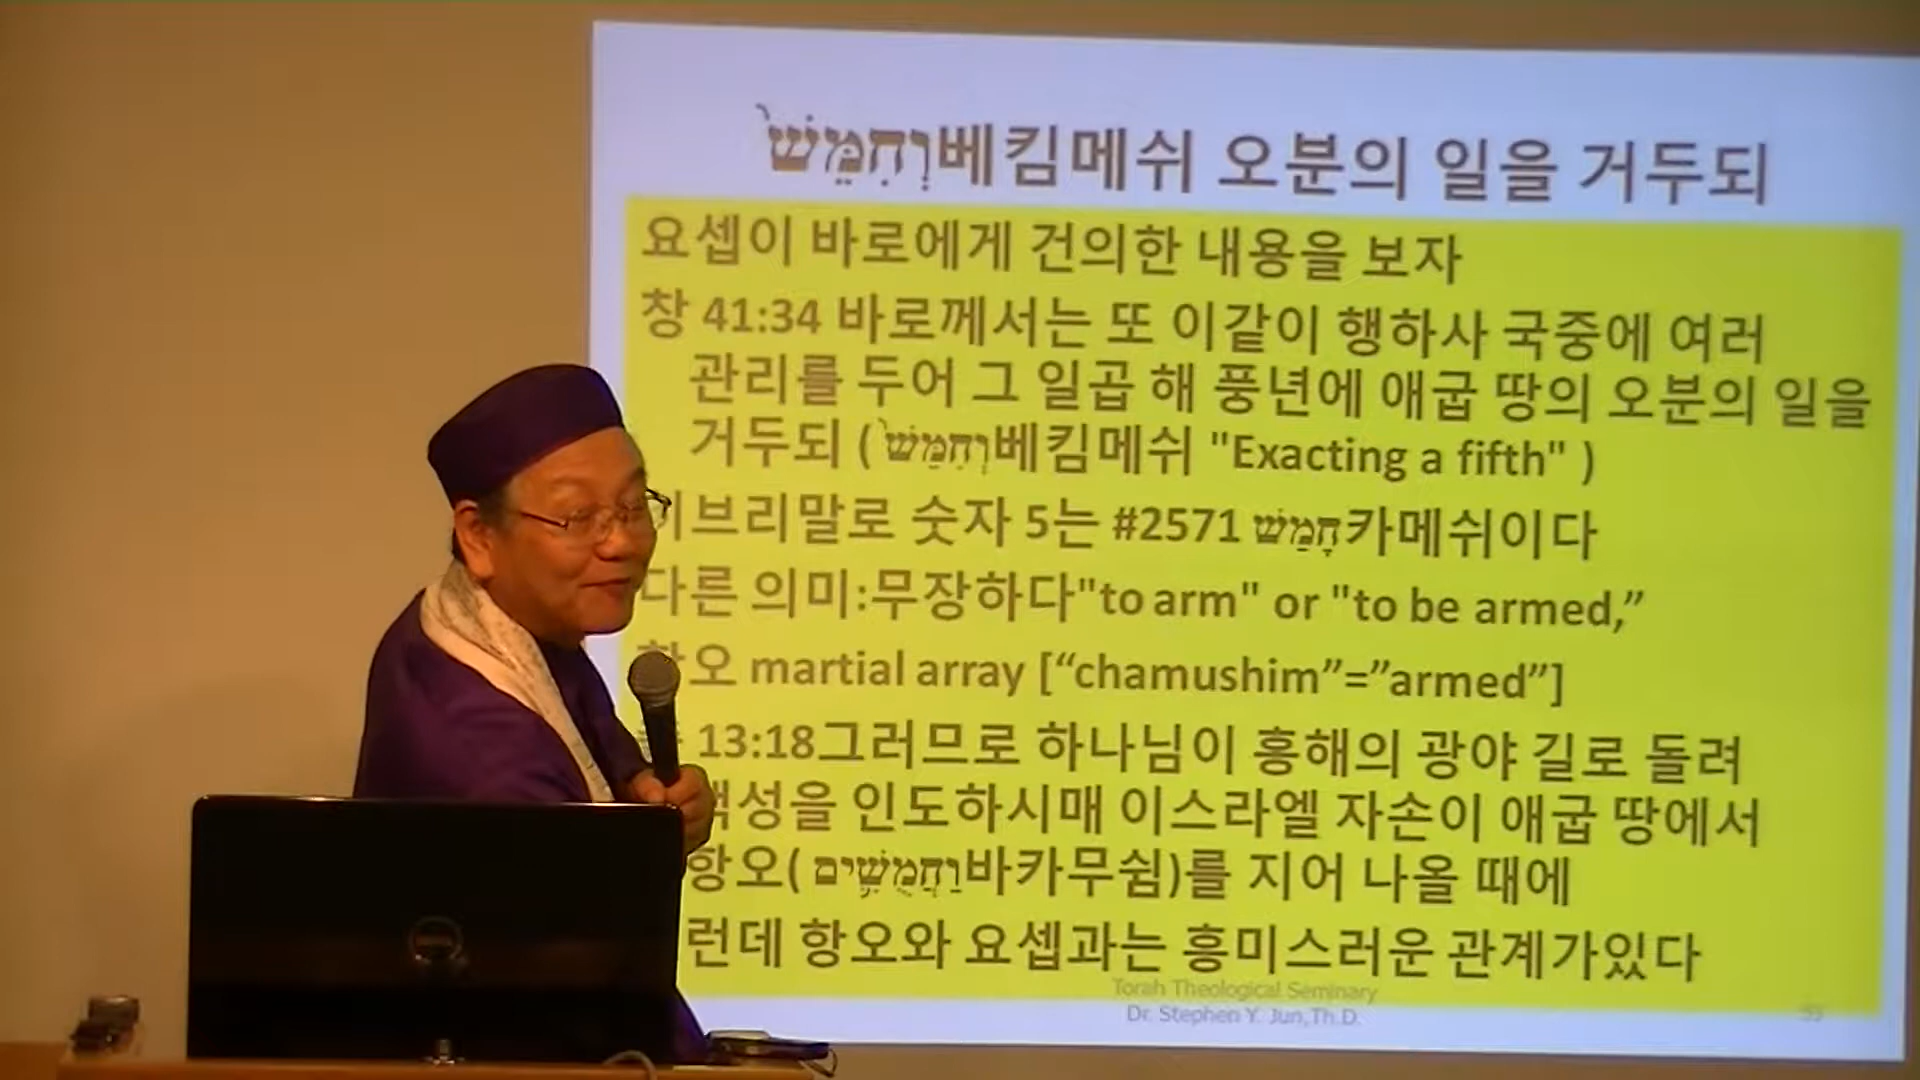 וְחִמֵּשׁ֙베킴메쉬 오분의 일을 거두되
요셉이 바로에게 건의한 내용을 보자
창 41:34 바로께서는 또 이같이 행하사 국중에 여러
관리를 두어 그 일곱 해 풍년에 애굽 땅의 오분의 일을
거두되 (וְחִמֵּשׁ֙베킴메쉬 "Exacting a fifth" )
브리말로 숫자 5는 #2571 חָמַשׁ카메쉬이다
다른 의미:무장하다"to arm" or "to be armed,”
오 martial array [“chamushim”=”armed”]
13:18그러므로 하나님이 홍해의 광야 길로 돌려
성을 인도하시매 이스라엘 자손이 애굽 땅에서
항오( וַחֲמֻשִׁ֛ים바카무쉼)를 지어 나올 때에
런데 항오와 요셉과는 흥미스러운 관계가있다
Torah Theological Seminary
Dr. Stephen Y. Jun,Th.D.